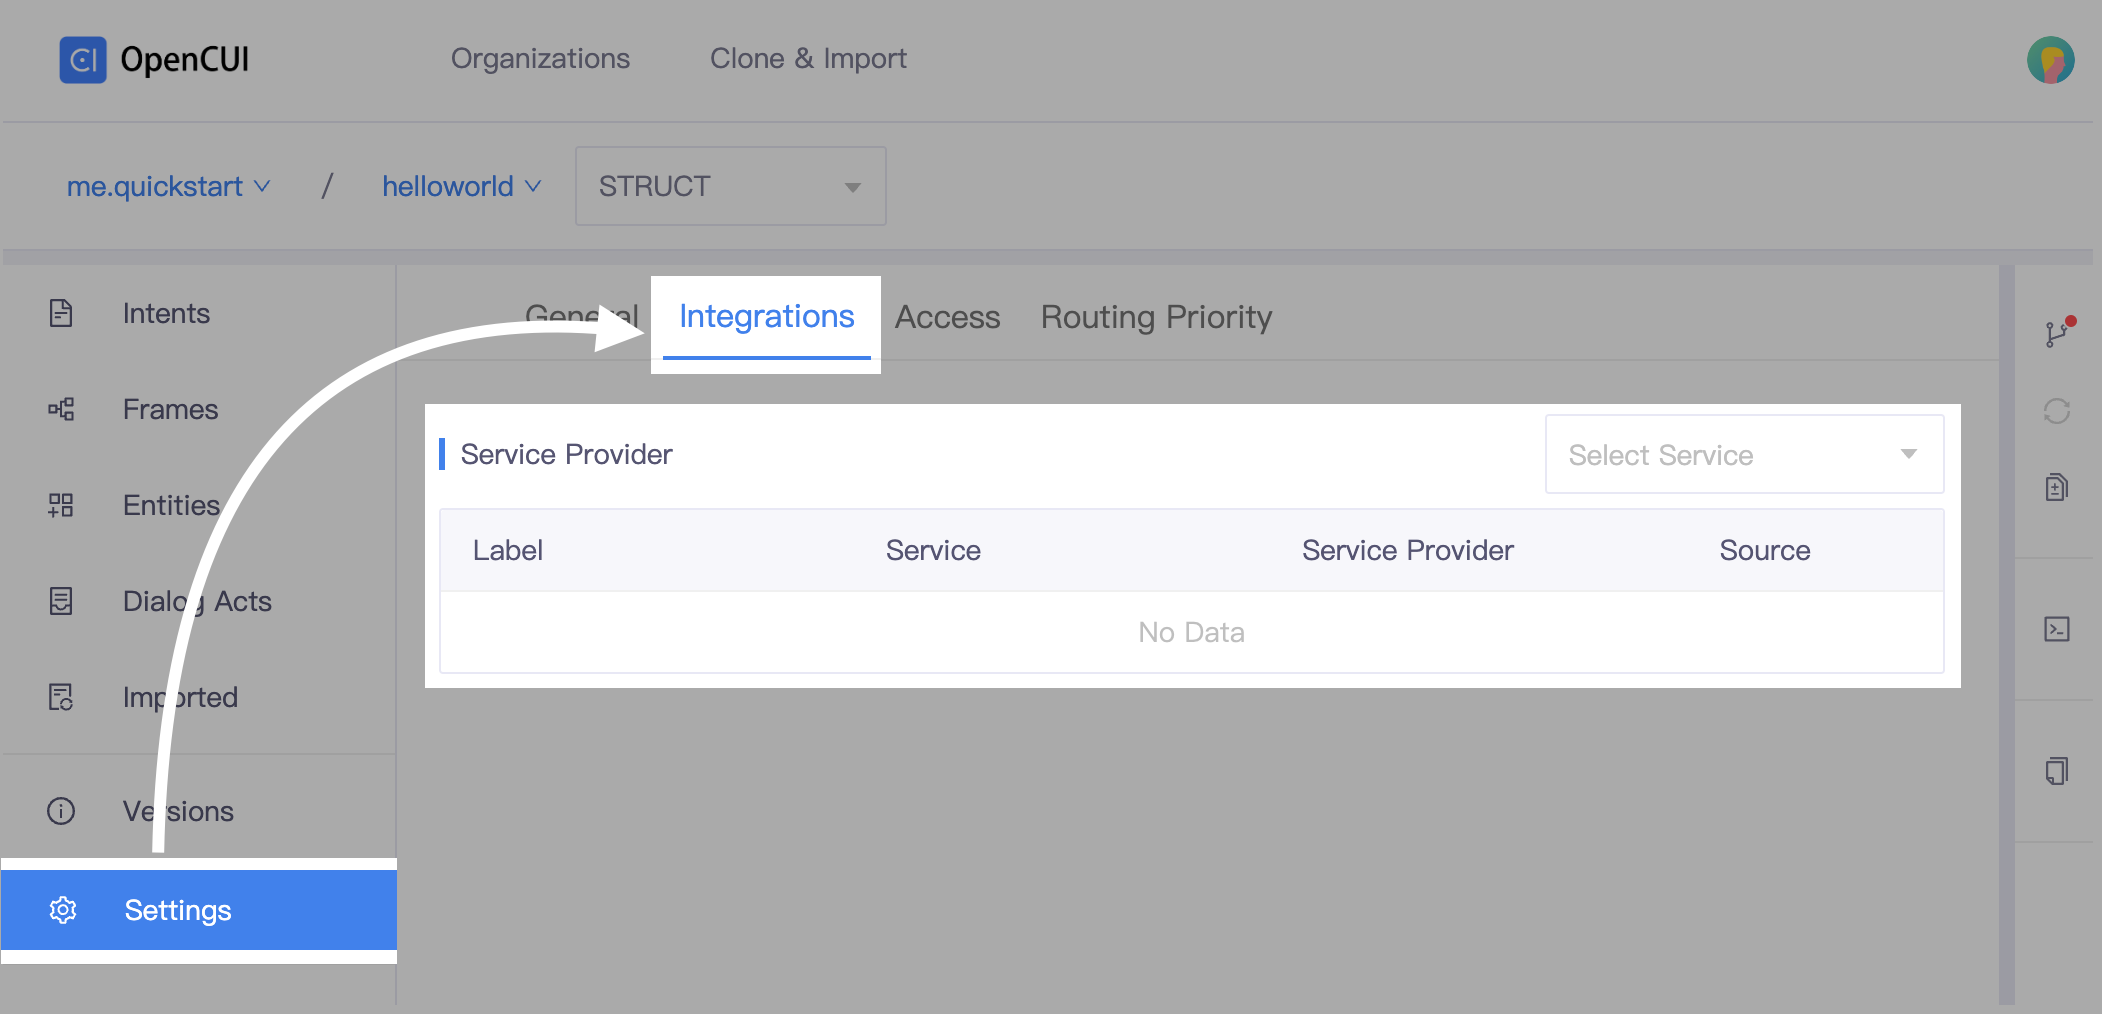 CI OpenCUI Organizations Clone & Import
me.quickstart / helloworld STRUCT
General Integrations Access Routing Priority
Intents
Frames
Entities
Dialog Acts
Imported
Versions
Settings
Service Provider Select Service
Label Service Service Provider Source
No Data